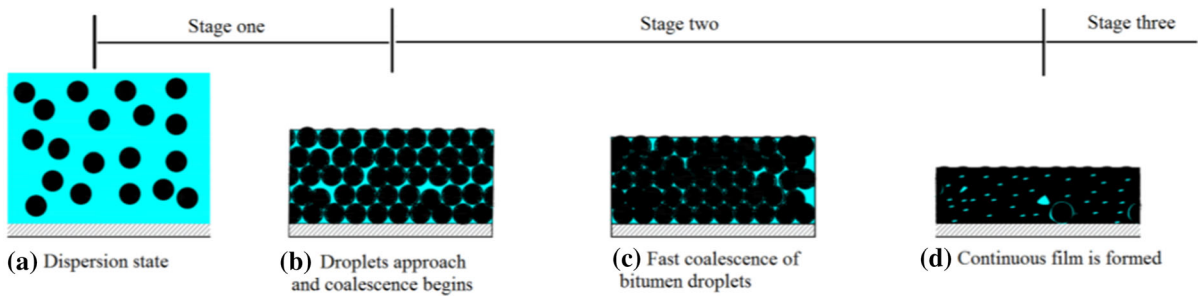 Stage one
Stage two
Stage three
(a) Dispersion state
(b) Droplets approach
and coalescence begins
(c) Fast coalescence of
bitumen droplets
(d) Continuous film is formed